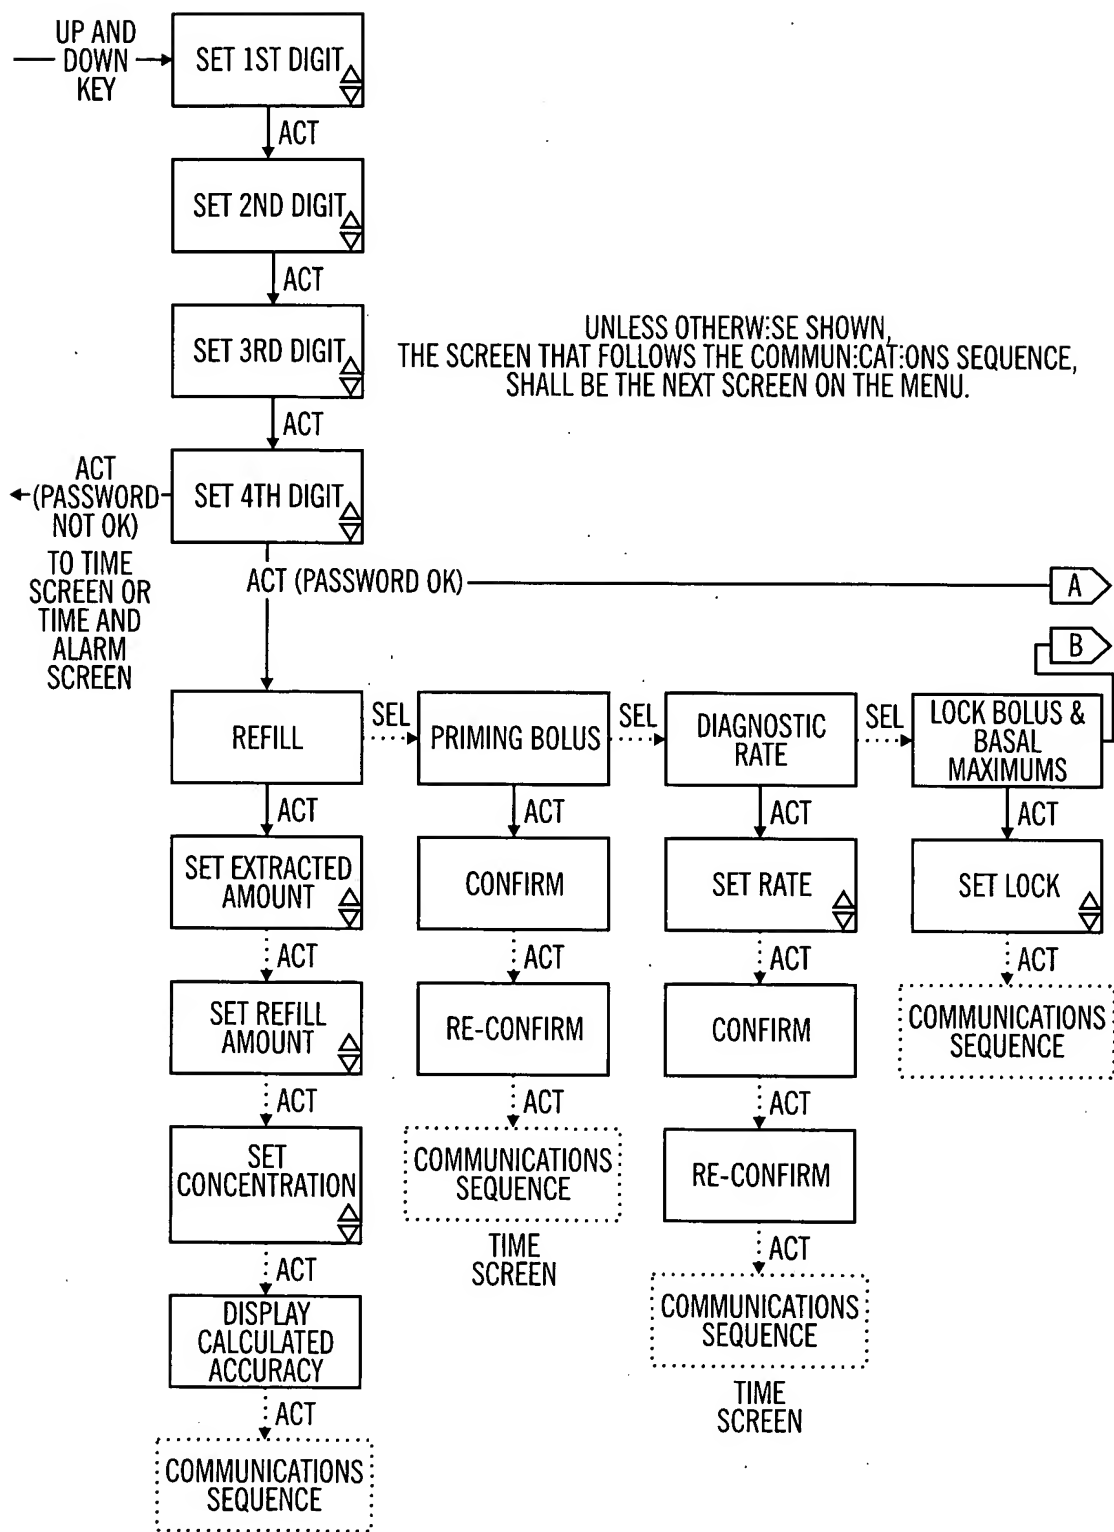 UP AND
DOWN
KEY
SET 1ST DIGIT
ACT
SET 2ND DIGIT
ACT
SET 3RD DIGIT
UNLESS OTHERW:SE SHOWN,
THE SCREEN THAT FOLLOWS THE COMMUN:CAT:ONS SEQUENCE,
SHALL BE THE NEXT SCREEN ON THE MENU.
ACT
ACT
(PASSWORD
NOT OK)
SET 4TH DIGIT
TO TIME
SCREEN OR
TIME AND
ALARM
SCREEN
ACT (PASSWORD OK)
A
B
REFILL
SEL
PRIMING BOLUS
SEL
DIAGNOSTIC
RATE
SEL
LOCK BOLUS &
BASAL
MAXIMUMS
ACT
ACT
ACT
ACT
SET EXTRACTED
AMOUNT
CONFIRM
SET RATE
SET LOCK
ACT
ACT
ACT
ACT
SET REFILL
AMOUNT
RE-CONFIRM
CONFIRM
COMMUNICATIONS
SEQUENCE
ACT
ACT
ACT
SET
CONCENTRATION
COMMUNICATIONS
SEQUENCE
TIME
SCREEN
RE-CONFIRM
ACT
ACT
DISPLAY
CALCULATED
ACCURACY
COMMUNICATIONS
SEQUENCE
TIME
SCREEN
ACT
COMMUNICATIONS
SEQUENCE